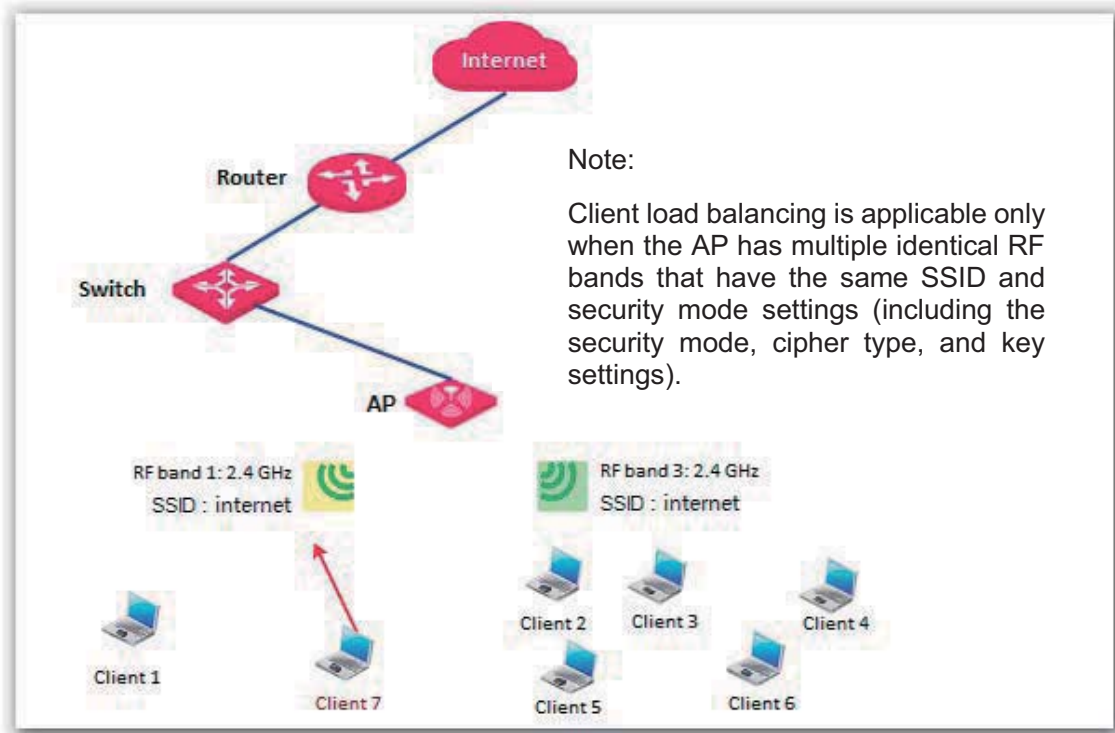 Internet
Router
Note:
Client load balancing is applicable only
when the AP has multiple identical RF
bands that have the same SSID and
security mode settings (including the
security mode, cipher type, and key
settings).
Switch
AP
RF band 1: 2.4 GHz
SSID : internet
RF band 3: 2.4 GHz
SSID : internet
Client 1
Client 7
Client 2
Client 3
Client 4
Client 5
Client 6